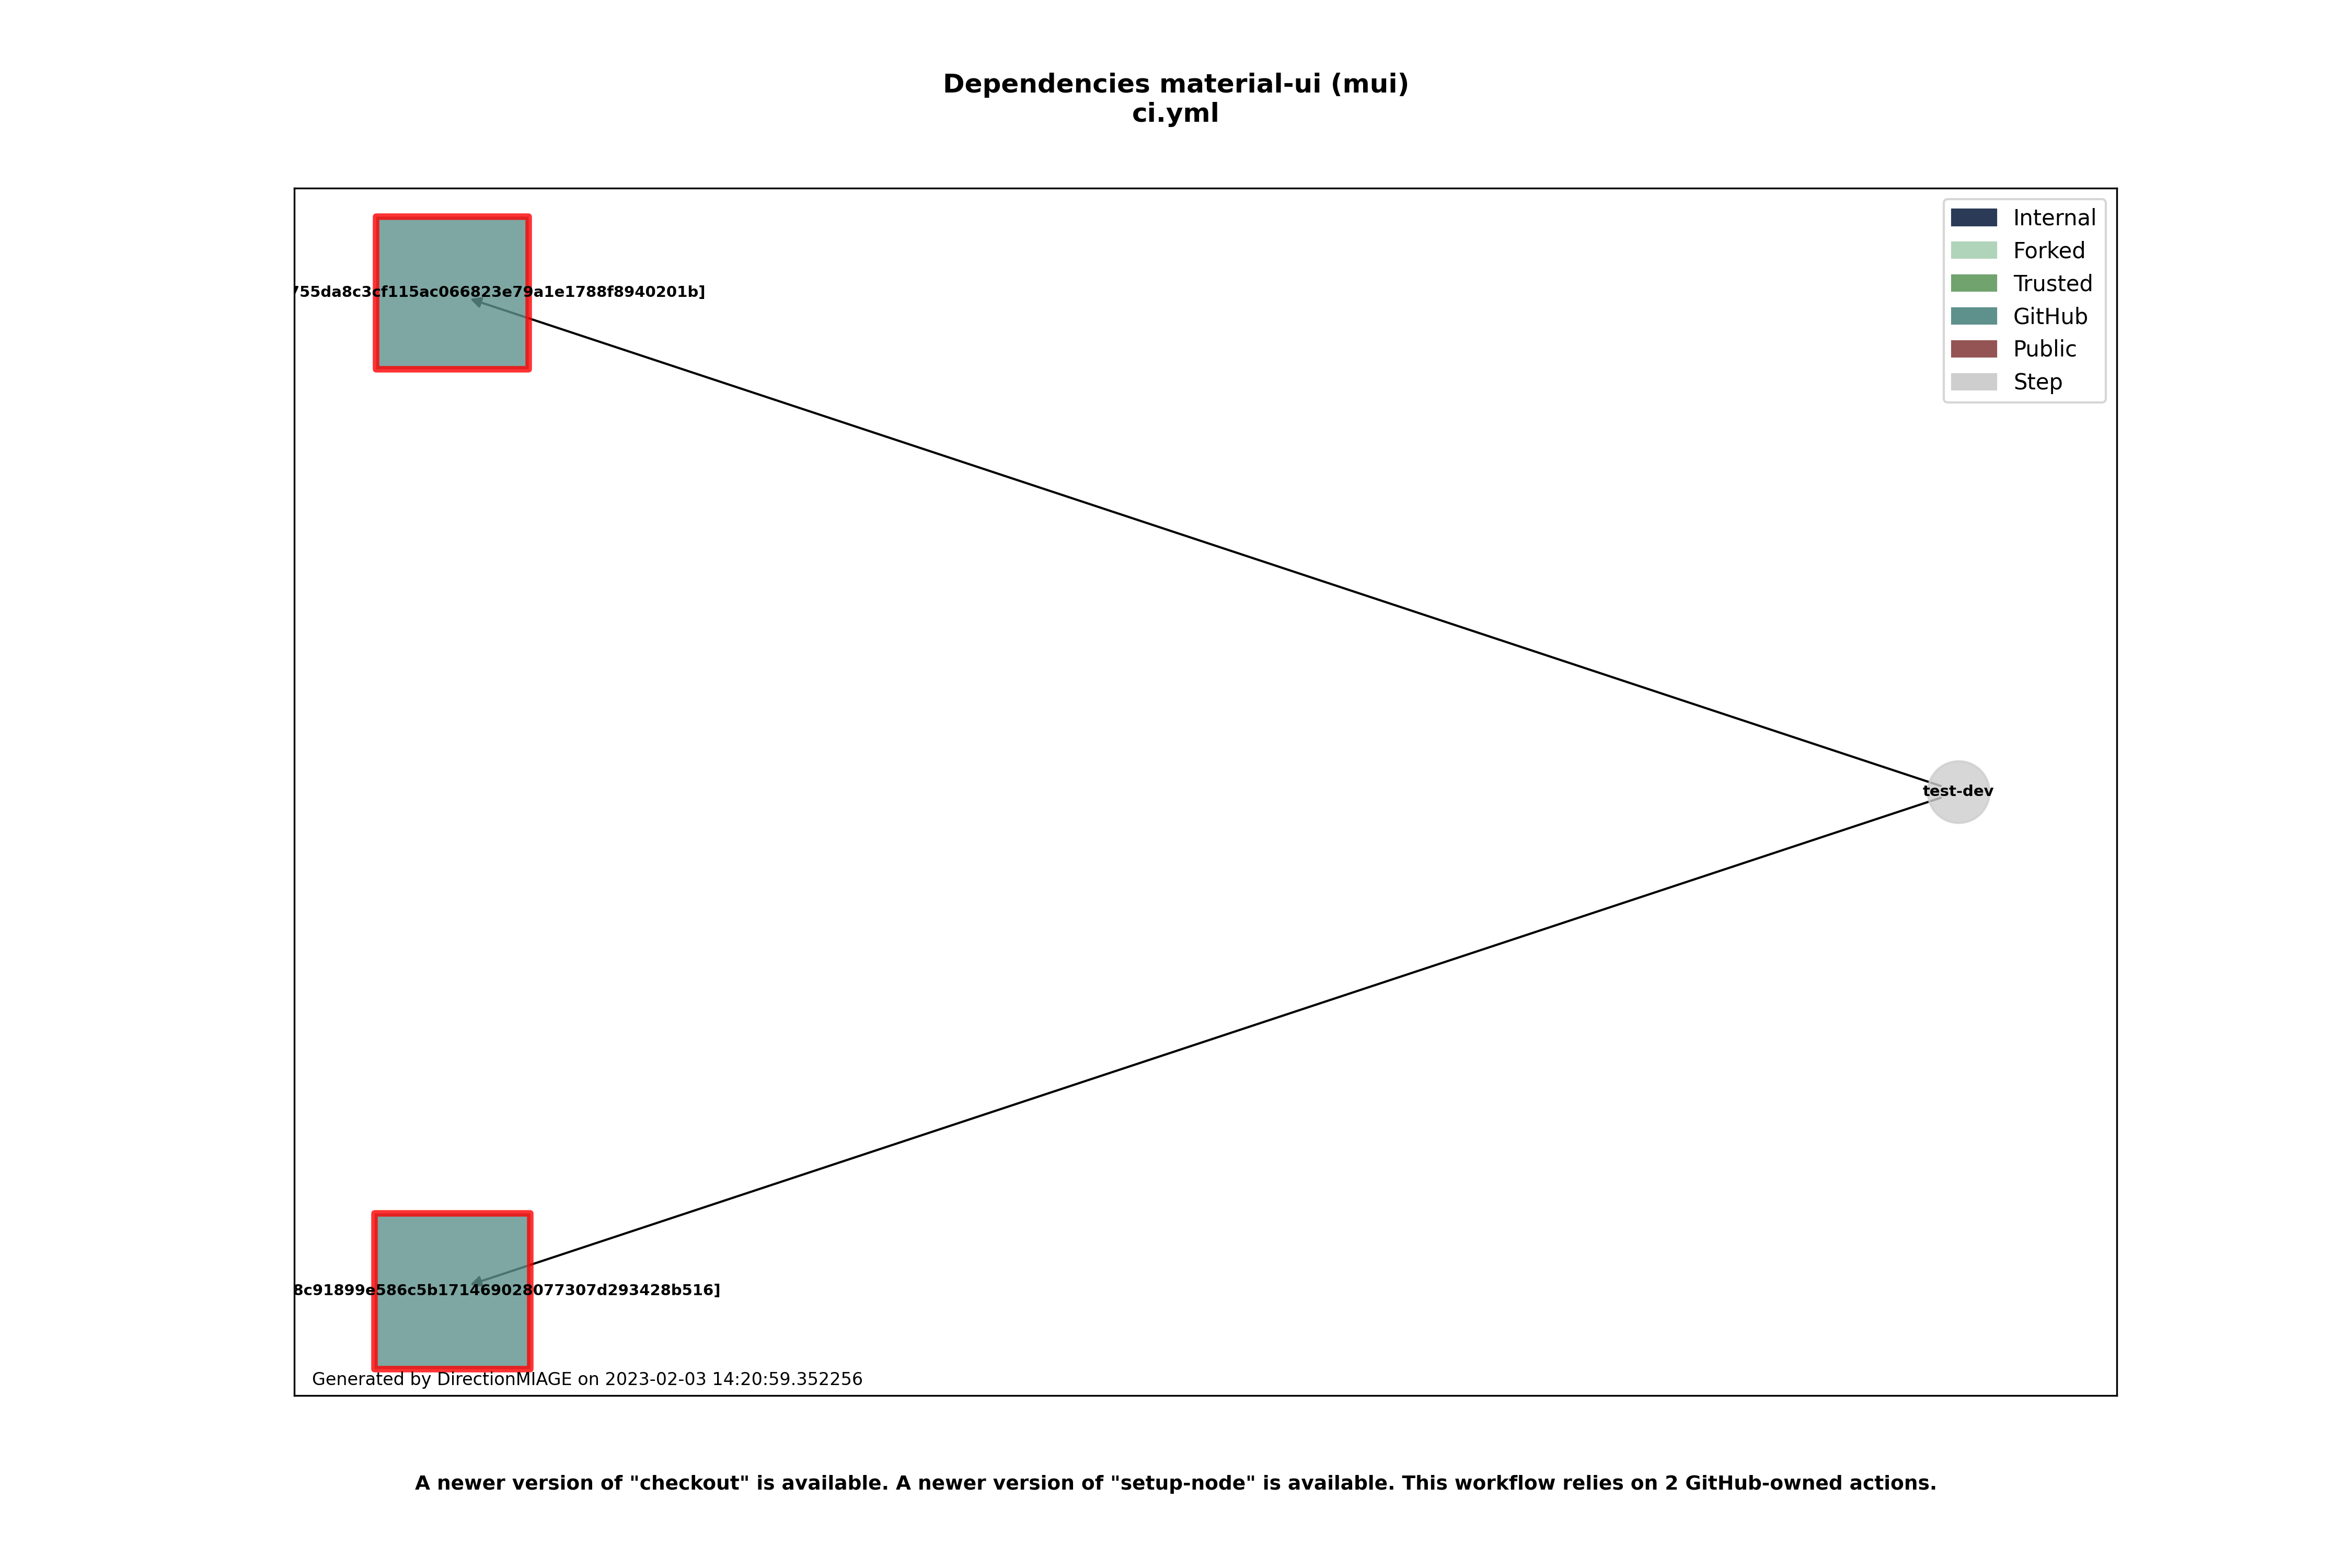 Dependencies material-ui (mui)
ci.yml
Internal
Forked
Trusted
GitHub
Public
Step
755da8c3cf115ac066823e79a1e1788f8940201b]
test-dev
8c91899e586c5b171469028077307d293428b516]
Generated by DirectionMIAGE on 2023-02-03 14:20:59.352256
A newer version of "checkout" is available. A newer version of "setup-node" is available. This workflow relies on 2 GitHub-owned actions.